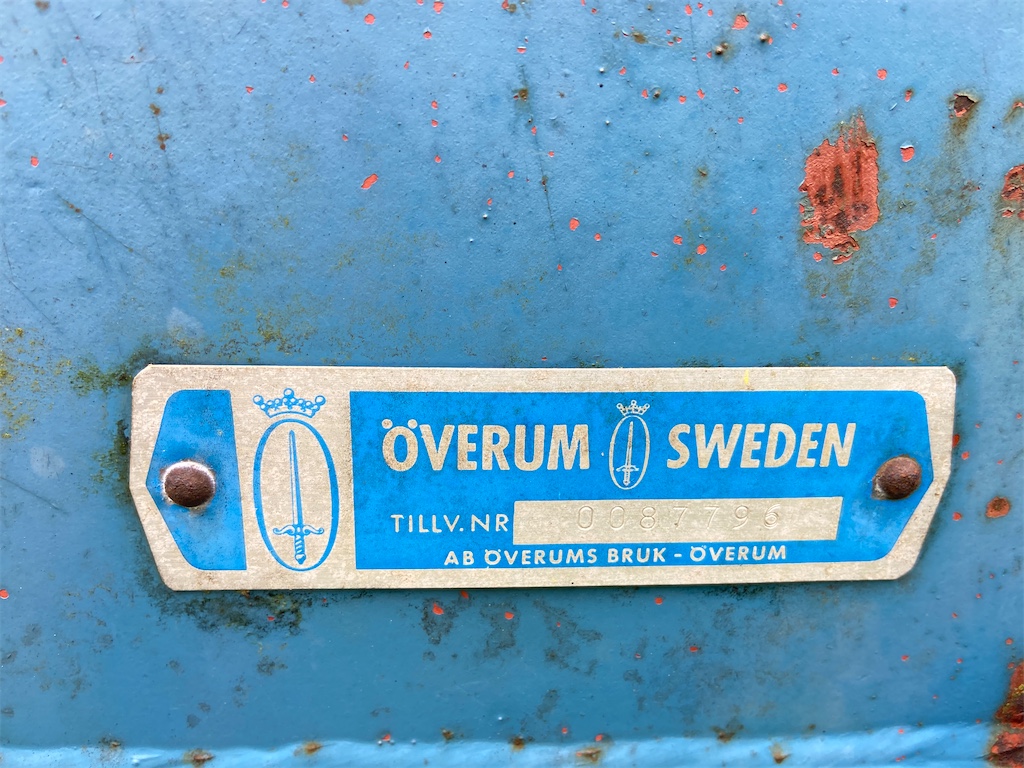 ÖVERUM SWEDEN
TILLV. NR 0087796
AB ÖVERUMS BRUK - ÖVERUM